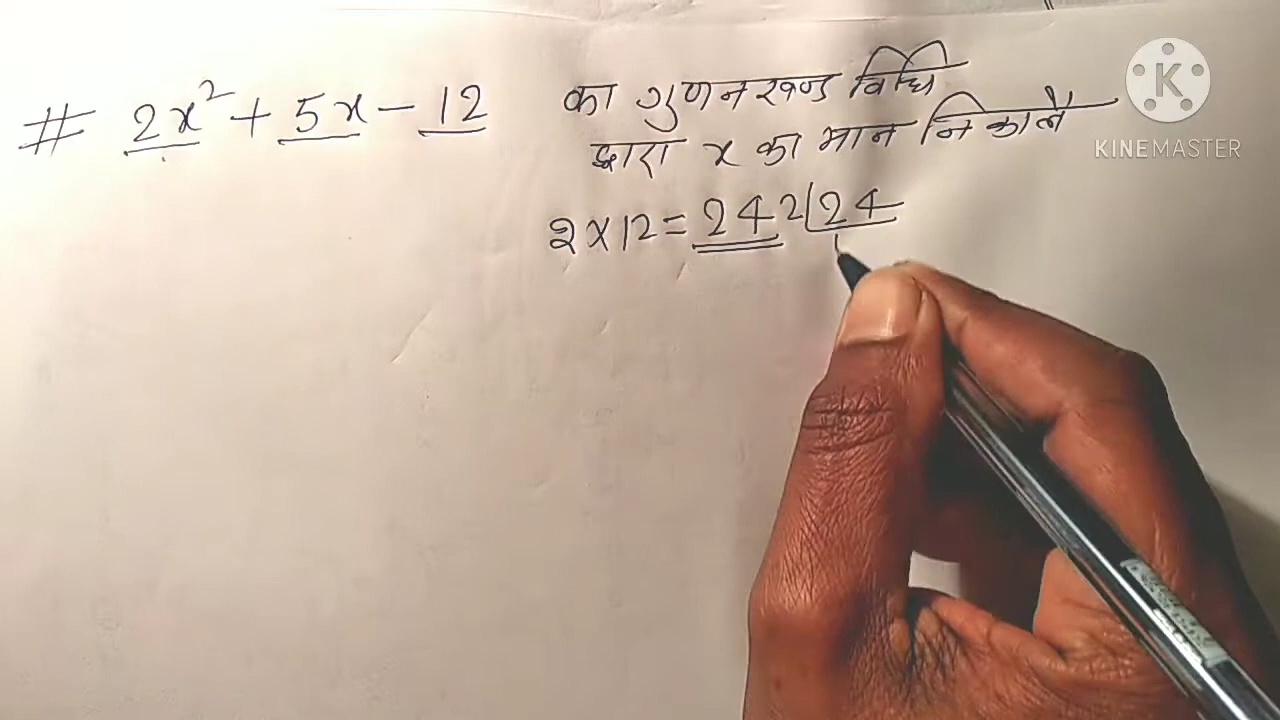 # 2x² + 5x - 12 का गुणनखण्ड विधि
द्वारा x का मान निकालें
2 x 12 = 24 2|24
KINEMASTER